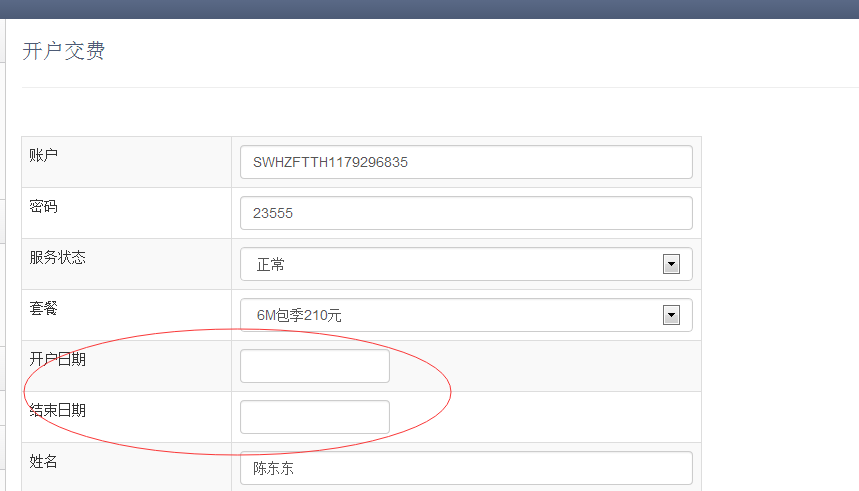 开户交费
账户 SWHZFTTH1179296835
密码 23555
服务状态 正常
套餐 6M包季210元
开户日期
结束日期
姓名 陈东东